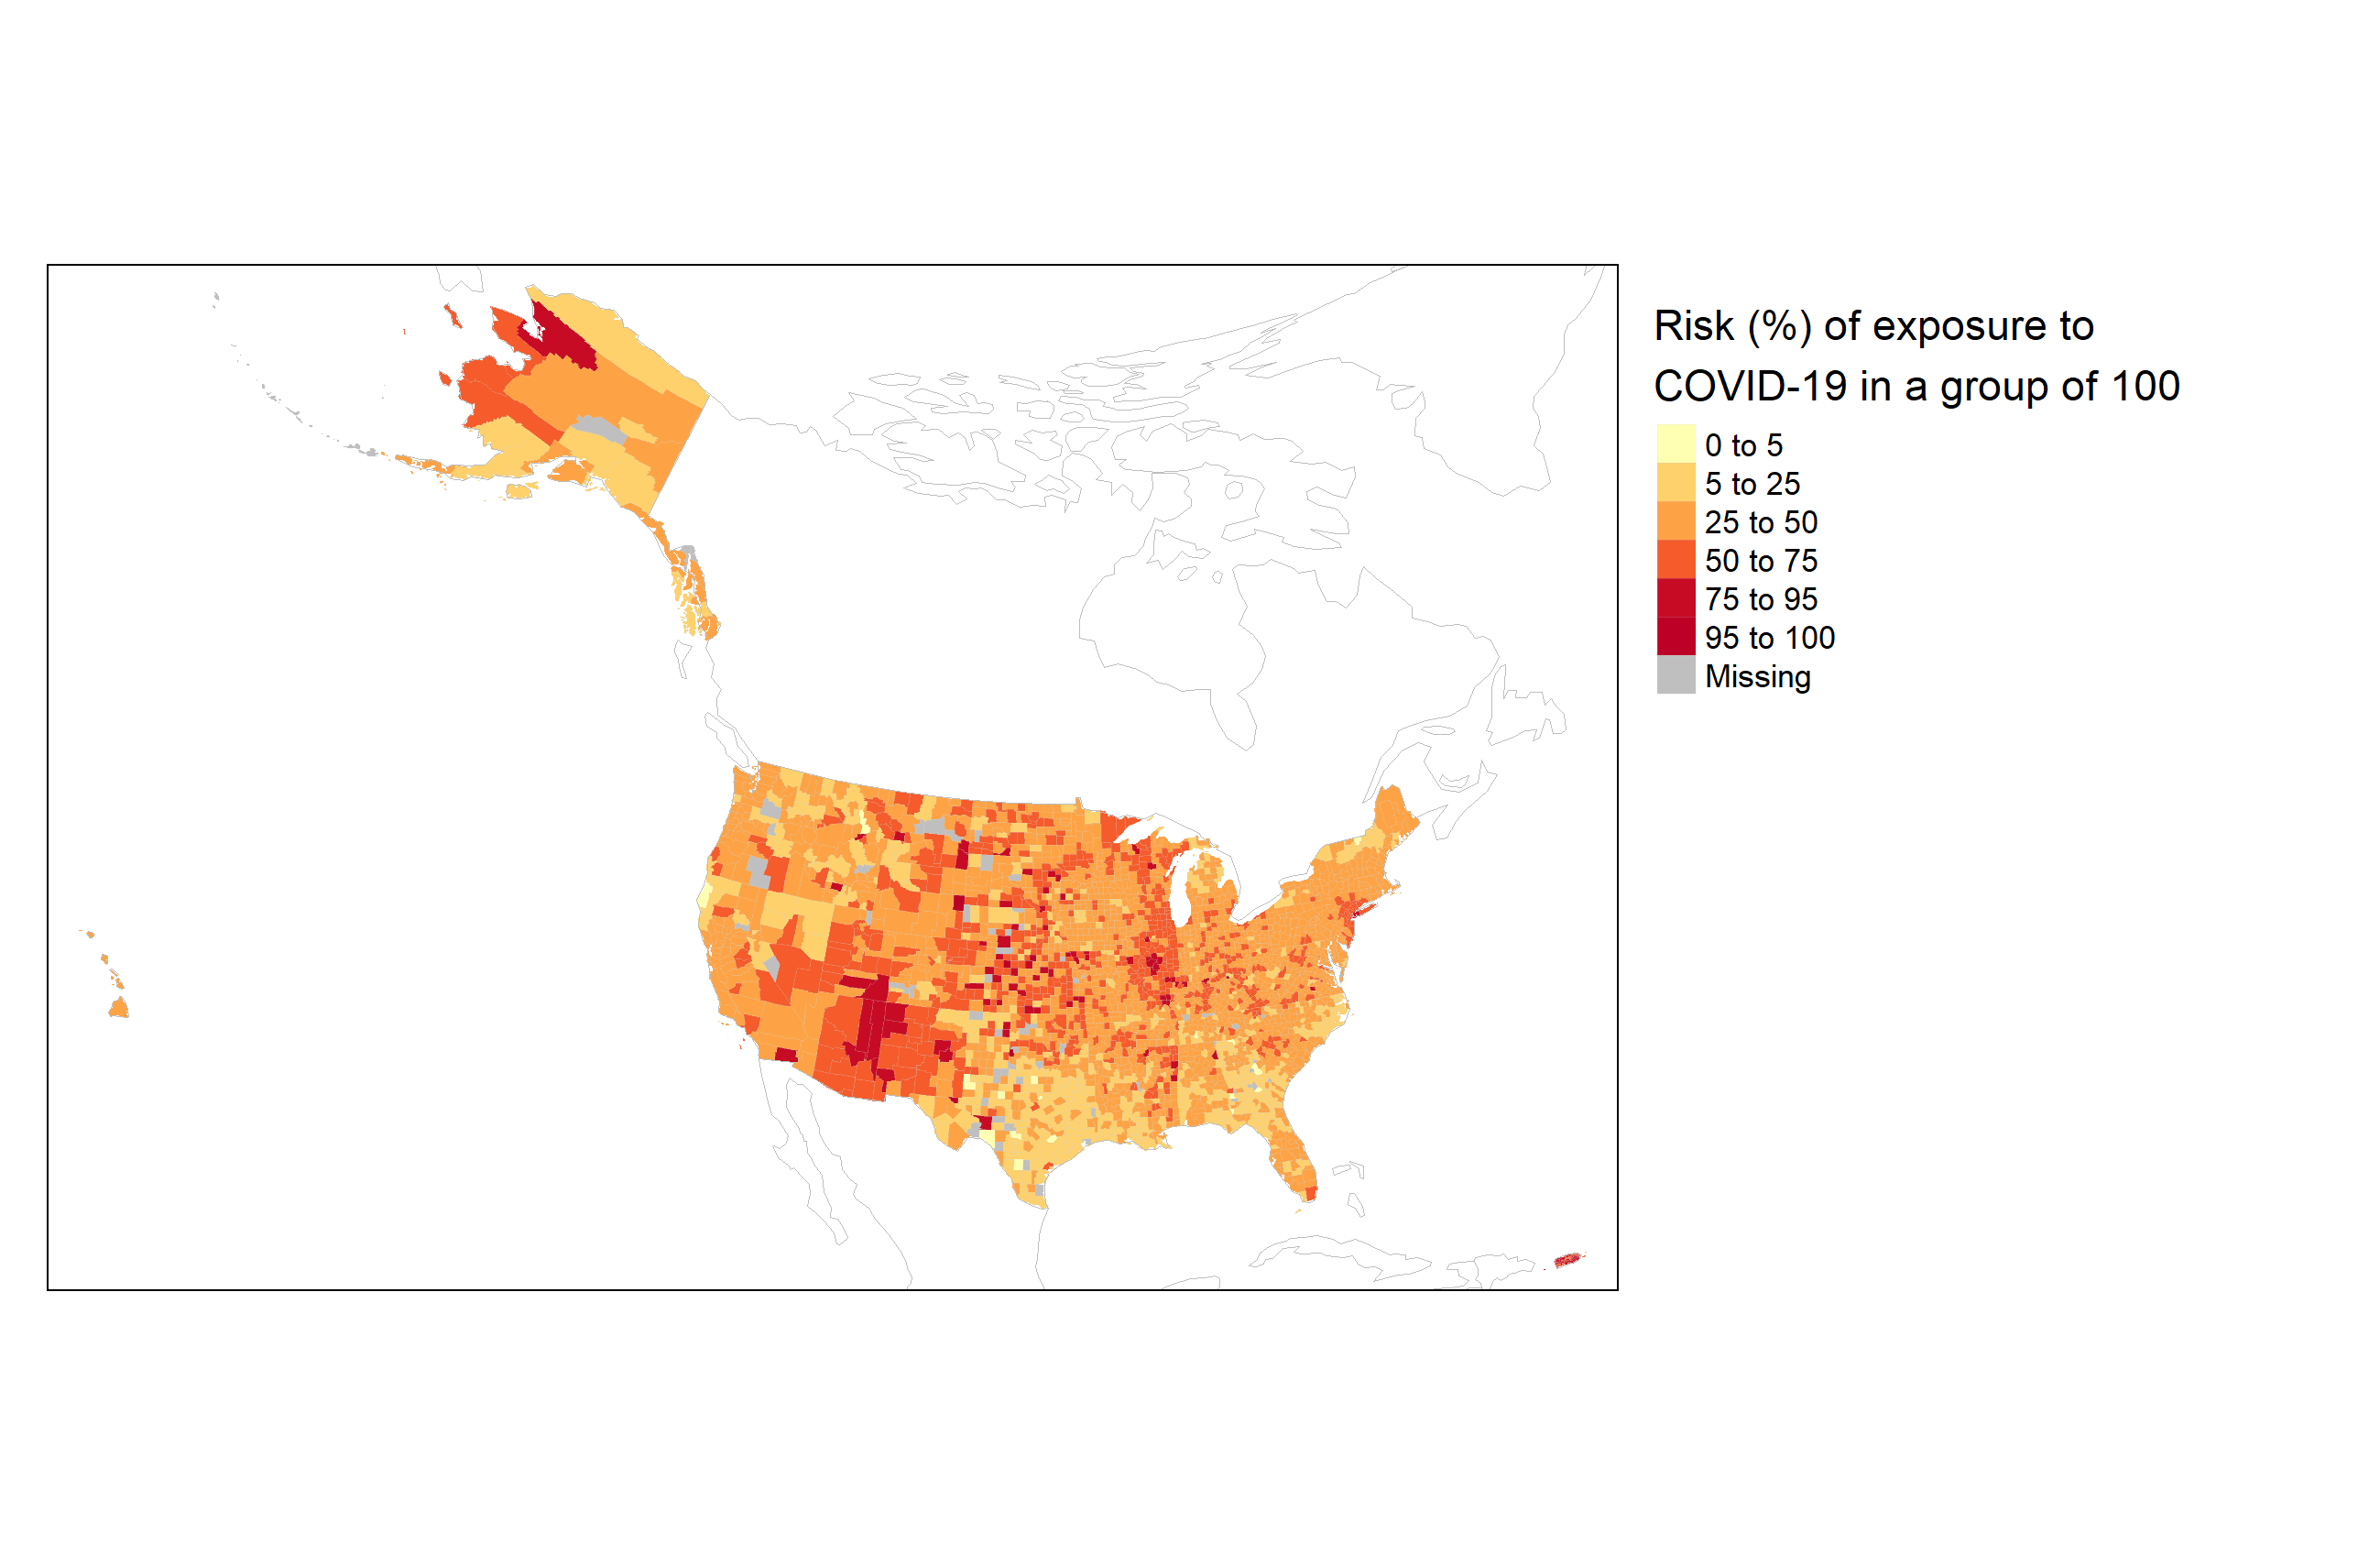 Risk (%) of exposure to
COVID-19 in a group of 100
0 to 5
5 to 25
25 to 50
50 to 75
75 to 95
95 to 100
Missing